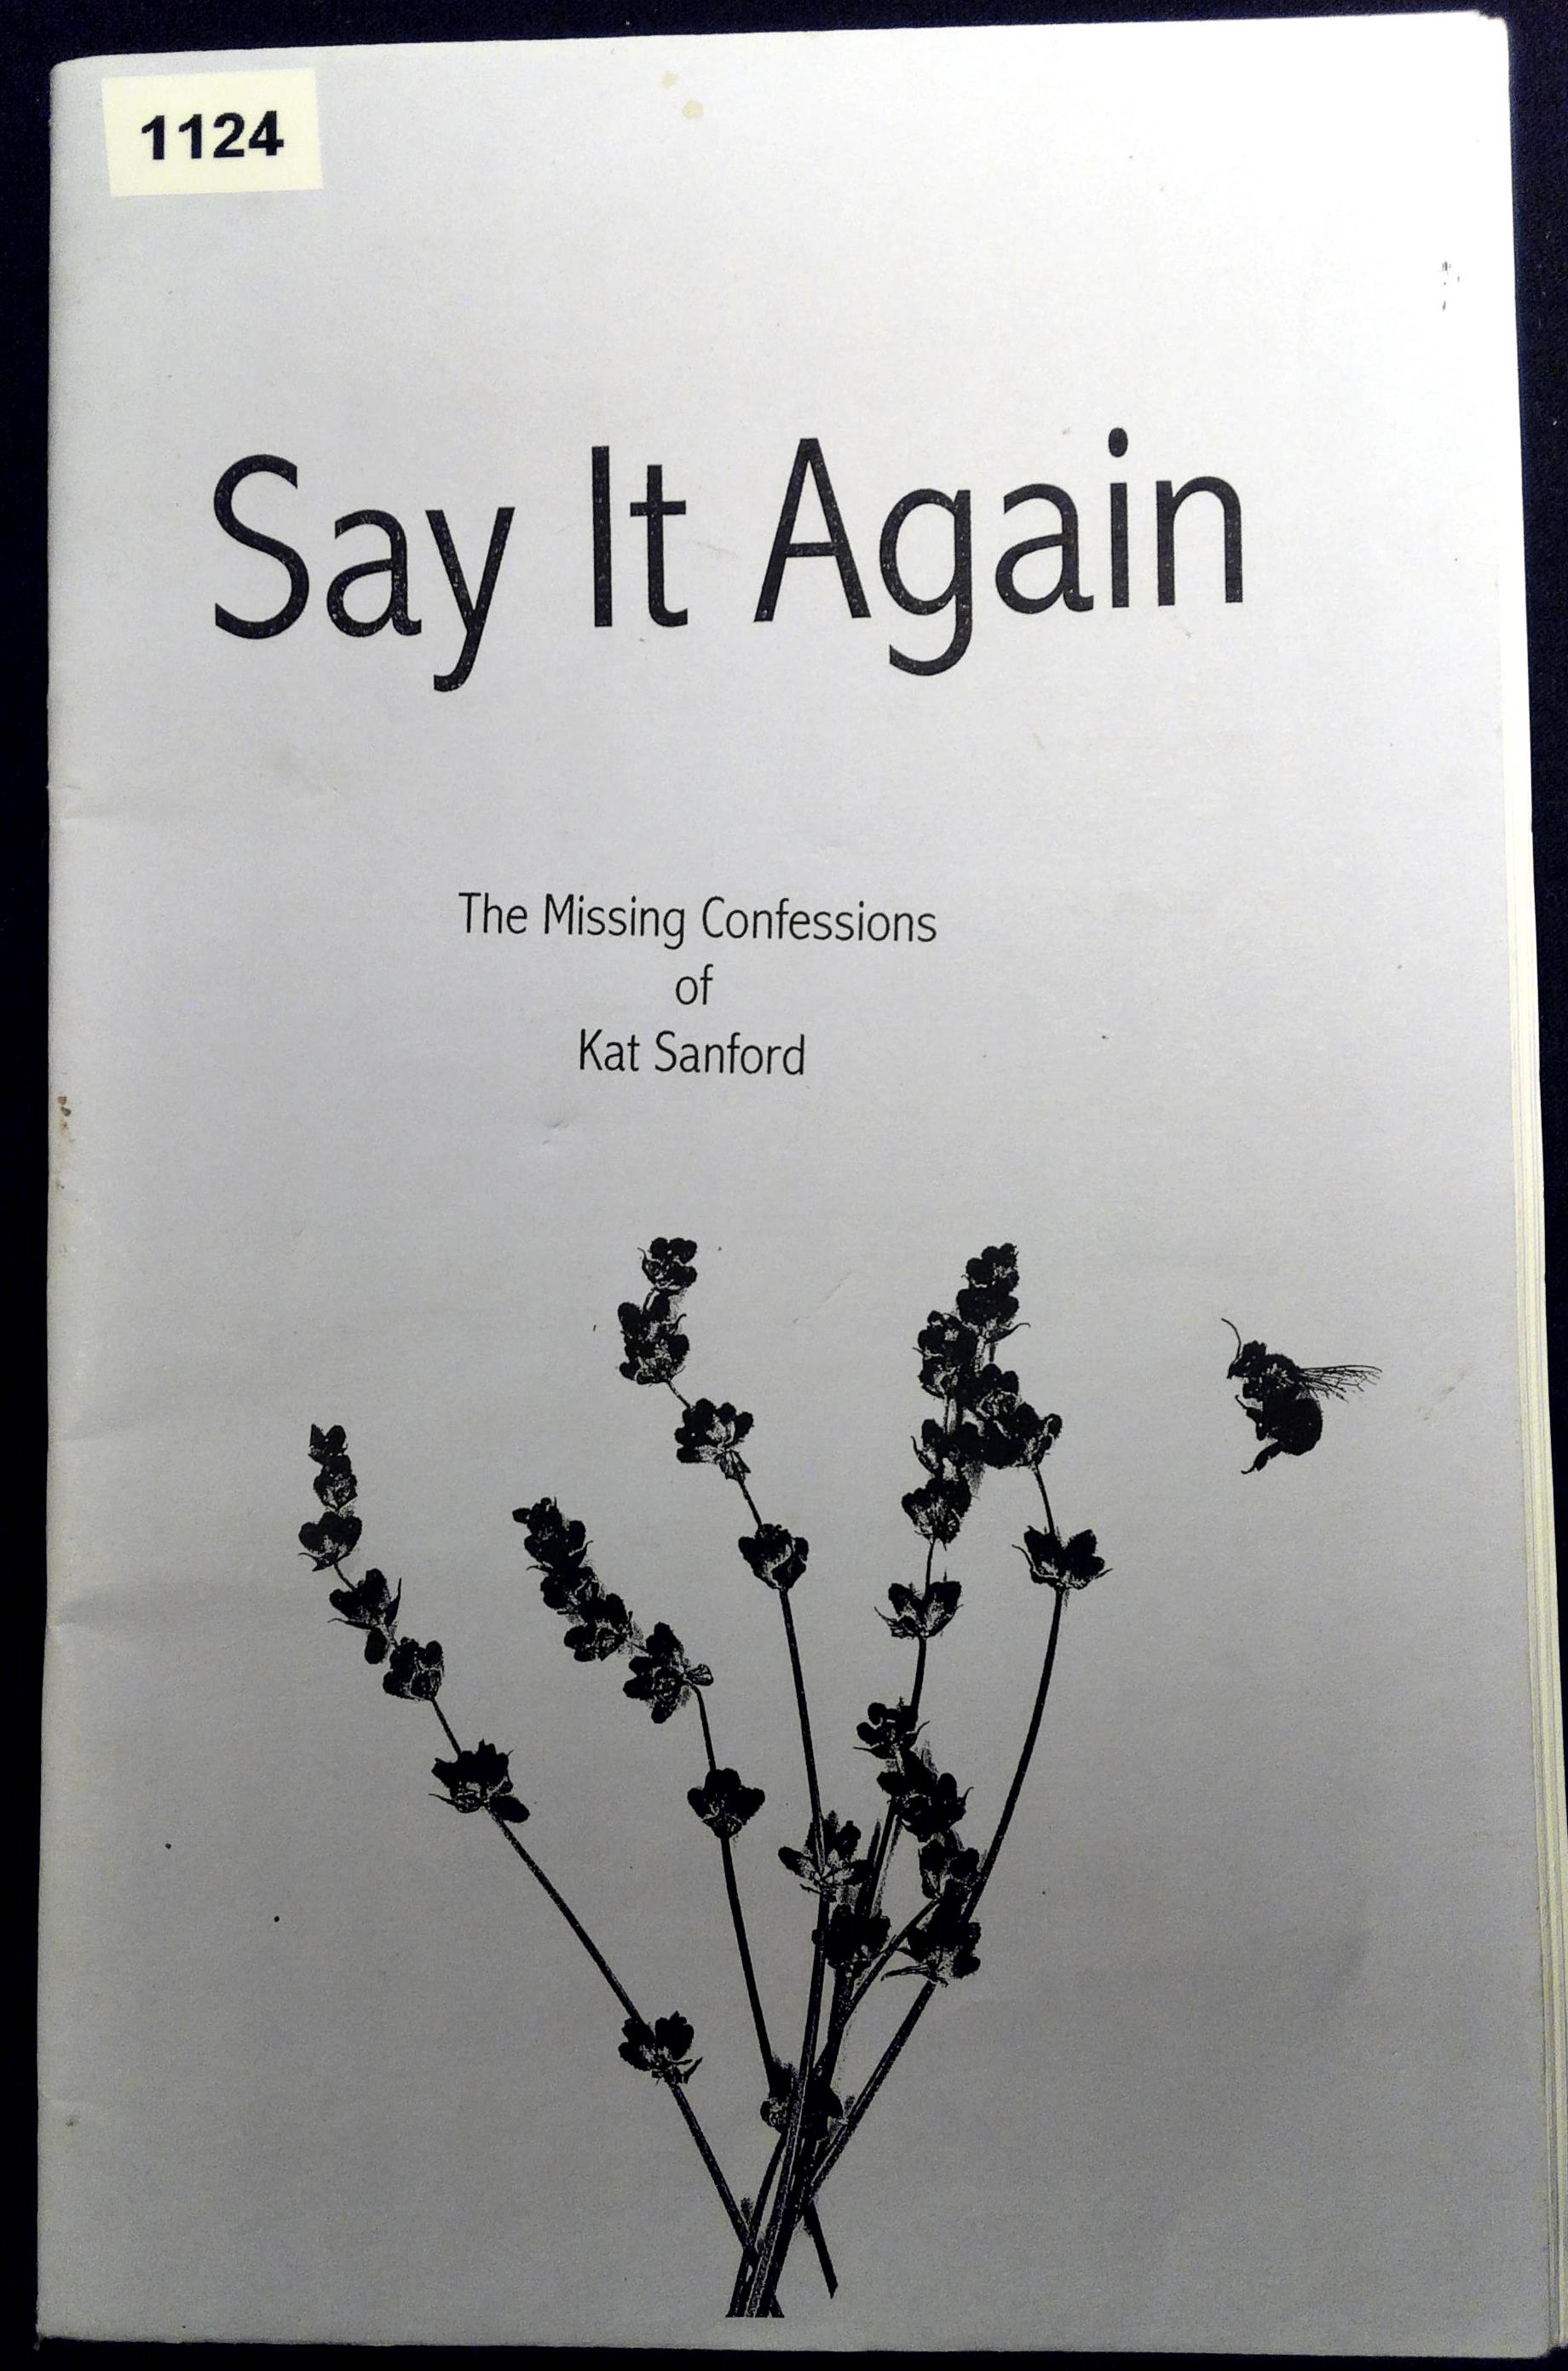 1124
Say It Again
The Missing Confessions
of
Kat Sanford